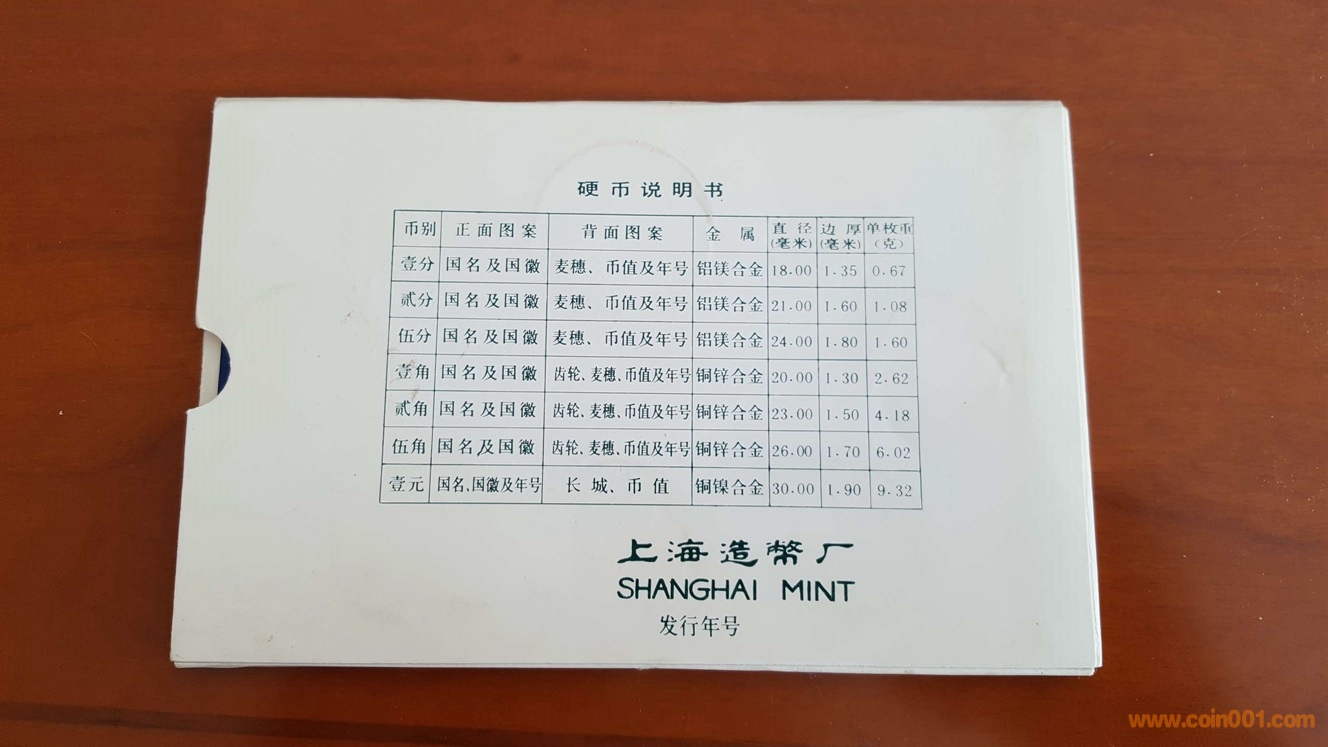 硬币说明书
币别 正面图案 背面图案 金属 直径(毫米) 边厚(毫米) 单枚重(克)
壹分 国名及国徽 麦穗、币值及年号 铝镁合金 18.00 1.35 0.67
贰分 国名及国徽 麦穗、币值及年号 铝镁合金 21.00 1.60 1.08
伍分 国名及国徽 麦穗、币值及年号 铝镁合金 24.00 1.80 1.60
壹角 国名及国徽 齿轮、麦穗、币值及年号 铜锌合金 20.00 1.30 2.62
贰角 国名及国徽 齿轮、麦穗、币值及年号 铜锌合金 23.00 1.50 4.18
伍角 国名及国徽 齿轮、麦穗、币值及年号 铜锌合金 26.00 1.70 6.02
壹元 国名、国徽及年号 长城、币值 铜镍合金 30.00 1.90 9.32
上海造幣厂
SHANGHAI MINT
发行年号
www.coin001.com